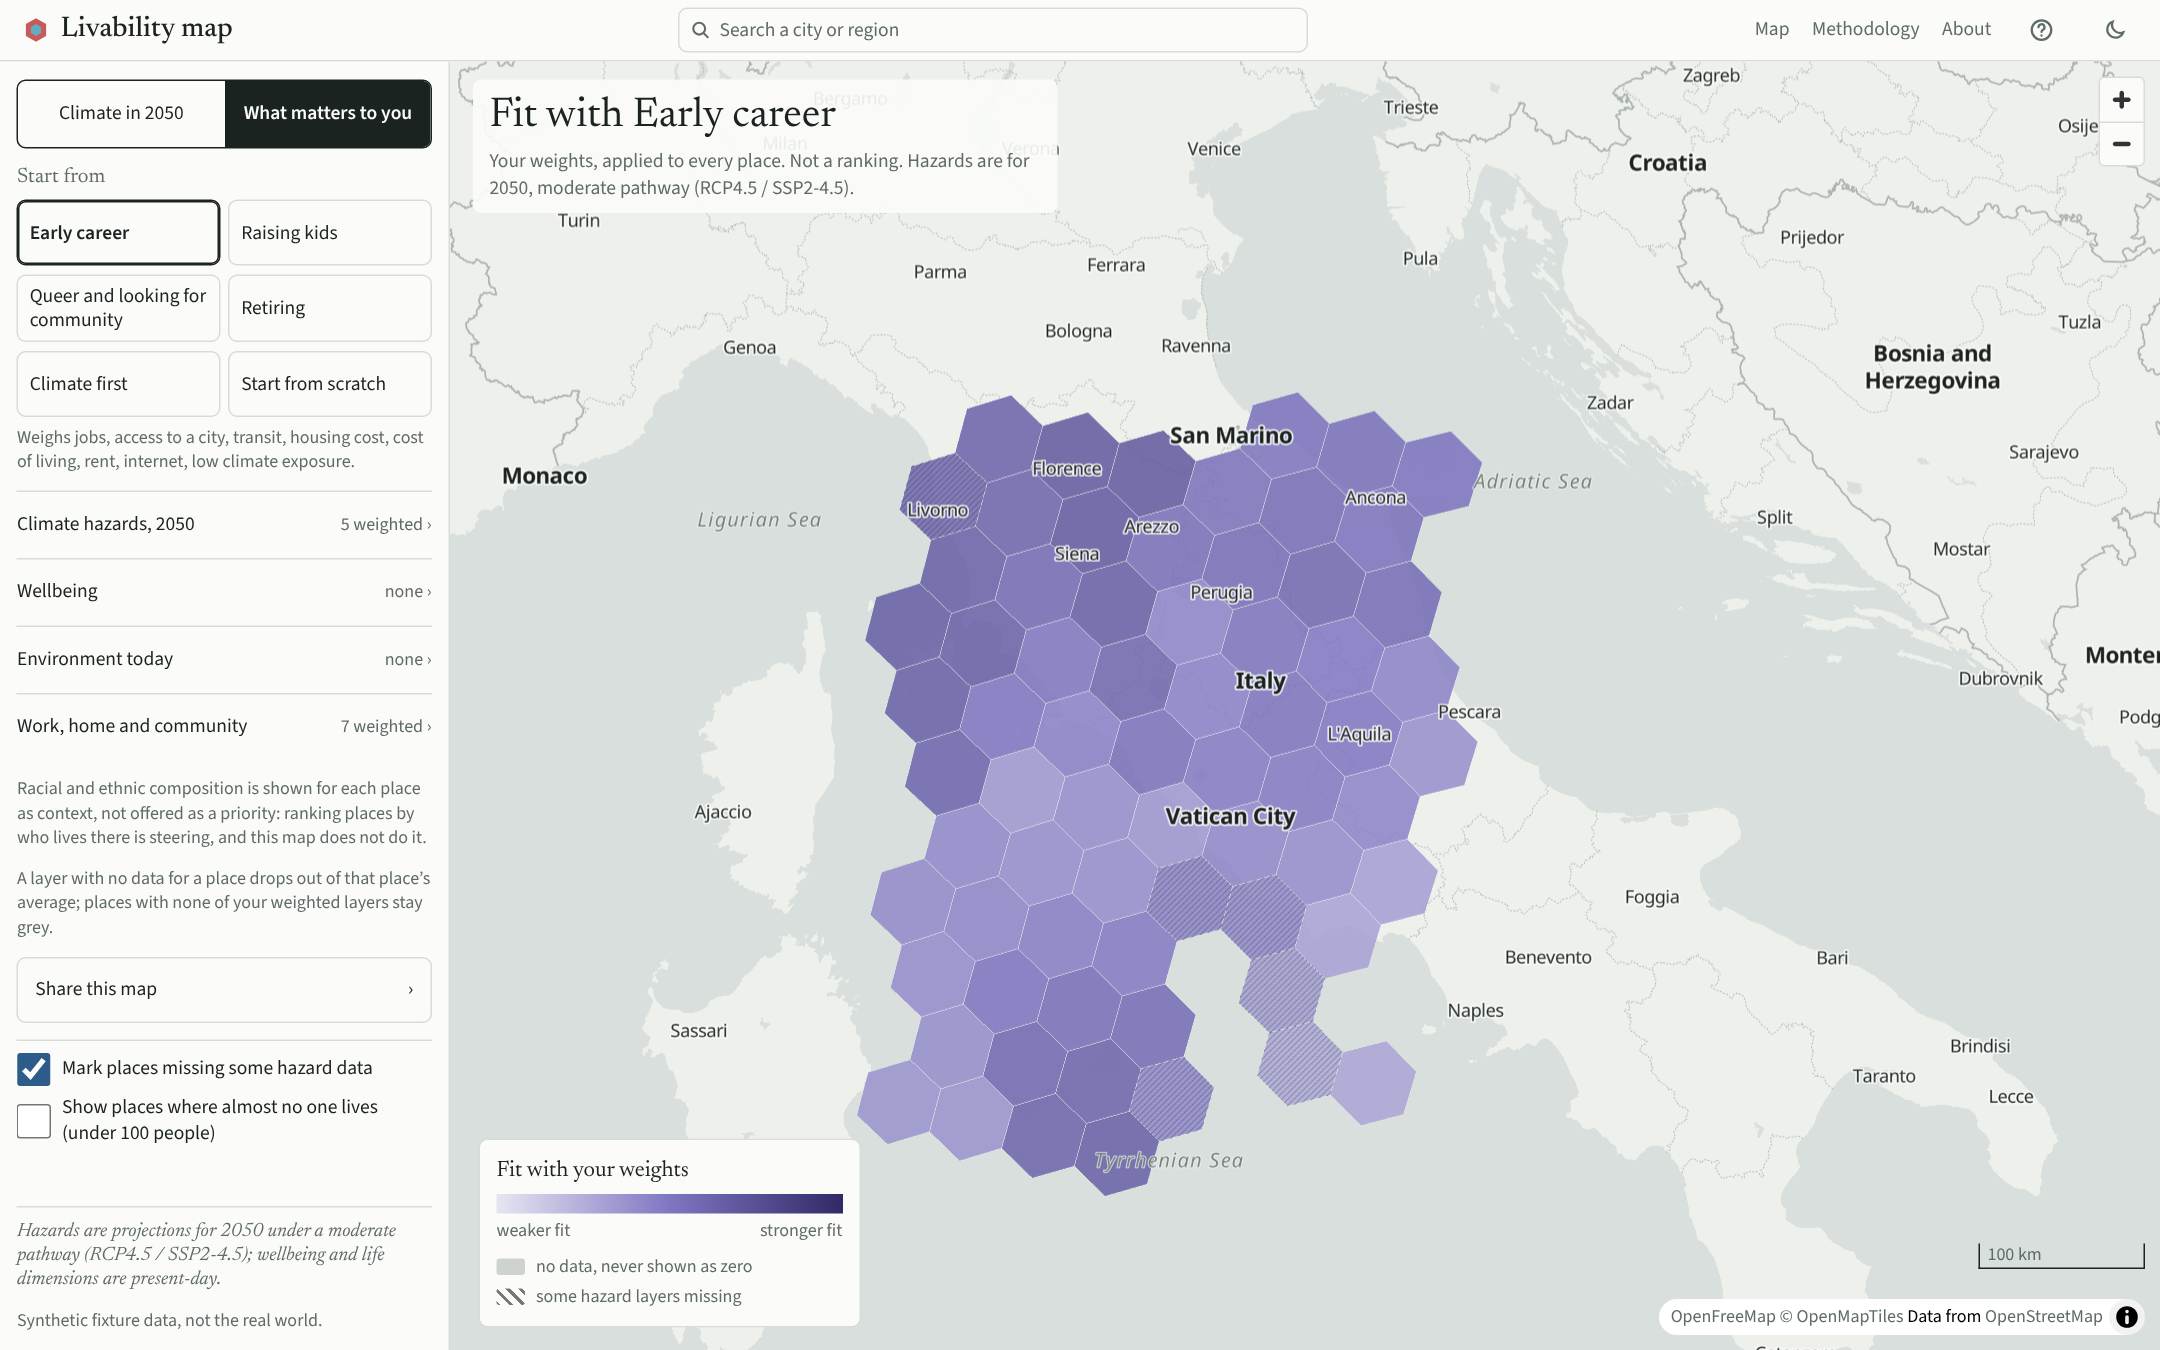 Livability map
Search a city or region
Map
Methodology
About
Climate in 2050
What matters to you
Start from
Early career
Raising kids
Queer and looking for
community
Retiring
Climate first
Start from scratch
Weighs jobs, access to a city, transit, housing cost, cost
of living, rent, internet, low climate exposure.
Climate hazards, 2050
5 weighted ›
Wellbeing
none ›
Environment today
none ›
Work, home and community
7 weighted ›
Racial and ethnic composition is shown for each place
as context, not offered as a priority: ranking places by
who lives there is steering, and this map does not do it.
A layer with no data for a place drops out of that place’s
average; places with none of your weighted layers stay
grey.
Share this map ›
Mark places missing some hazard data
Show places where almost no one lives
(under 100 people)
Hazards are projections for 2050 under a moderate
pathway (RCP4.5 / SSP2-4.5); wellbeing and life
dimensions are present-day.
Synthetic fixture data, not the real world.
Fit with Early career
Your weights, applied to every place. Not a ranking. Hazards are for
2050, moderate pathway (RCP4.5 / SSP2-4.5).
Bergamo
Milan
Verona
Zagreb
Trieste
Osije
Venice
Croatia
Turin
Prijedor
Pula
Parma
Ferrara
Tuzla
Bologna
Ravenna
Genoa
Bosnia and
Herzegovina
Zadar
San Marino
Sarajevo
Florence
Monaco
Adriatic Sea
Ancona
Livorno
Ligurian Sea
Split
Arezzo
Mostar
Siena
Perugia
Monte
Italy
Dubrovnik
Pescara
Podg
L'Aquila
Ajaccio
Vatican City
Foggia
Benevento
Bari
Naples
Sassari
Brindisi
Taranto
Lecce
Tyrrhenian Sea
Fit with your weights
weaker fit
stronger fit
no data, never shown as zero
some hazard layers missing
100 km
OpenFreeMap © OpenMapTiles Data from OpenStreetMap